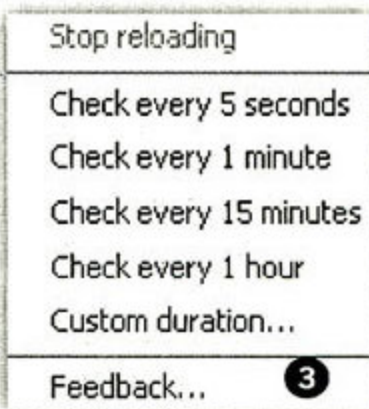 Stop reloading
Check every 5 seconds
Check every 1 minute
Check every 15 minutes
Check every 1 hour
Custom duration...
Feedback... 3